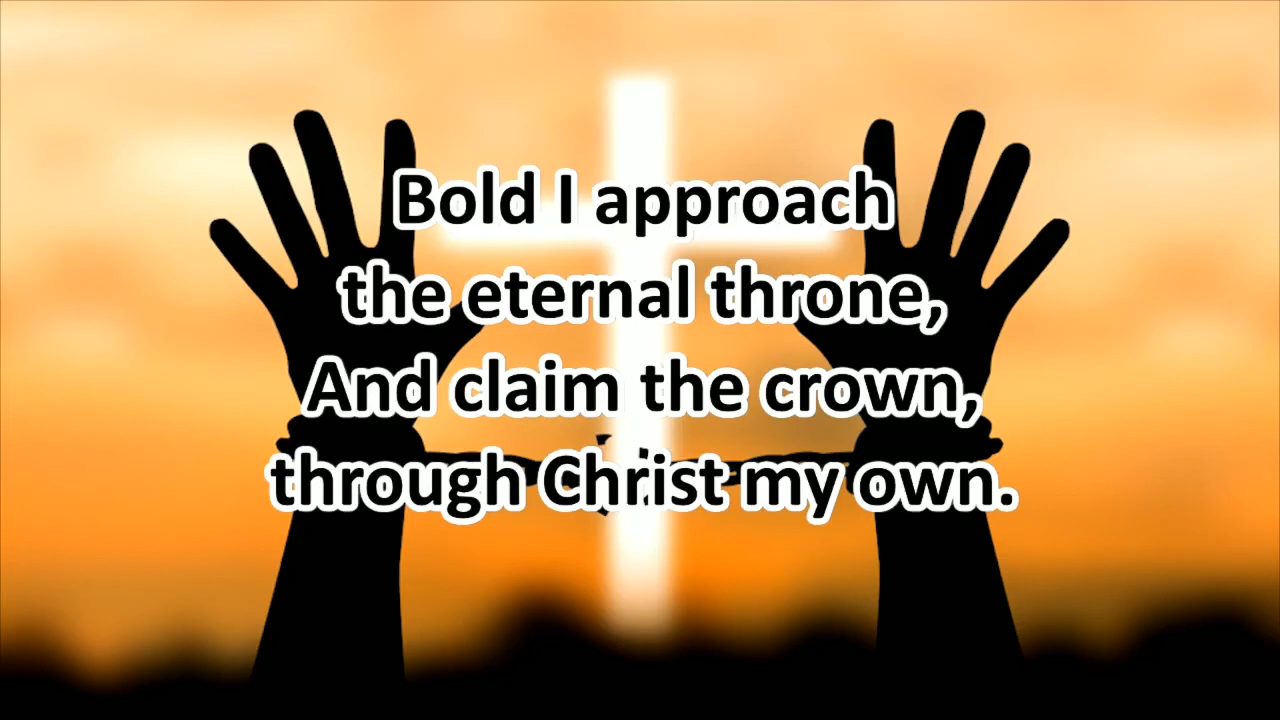 Bold I approach
the eternal throne,
And claim the crown,
through Christ my own.